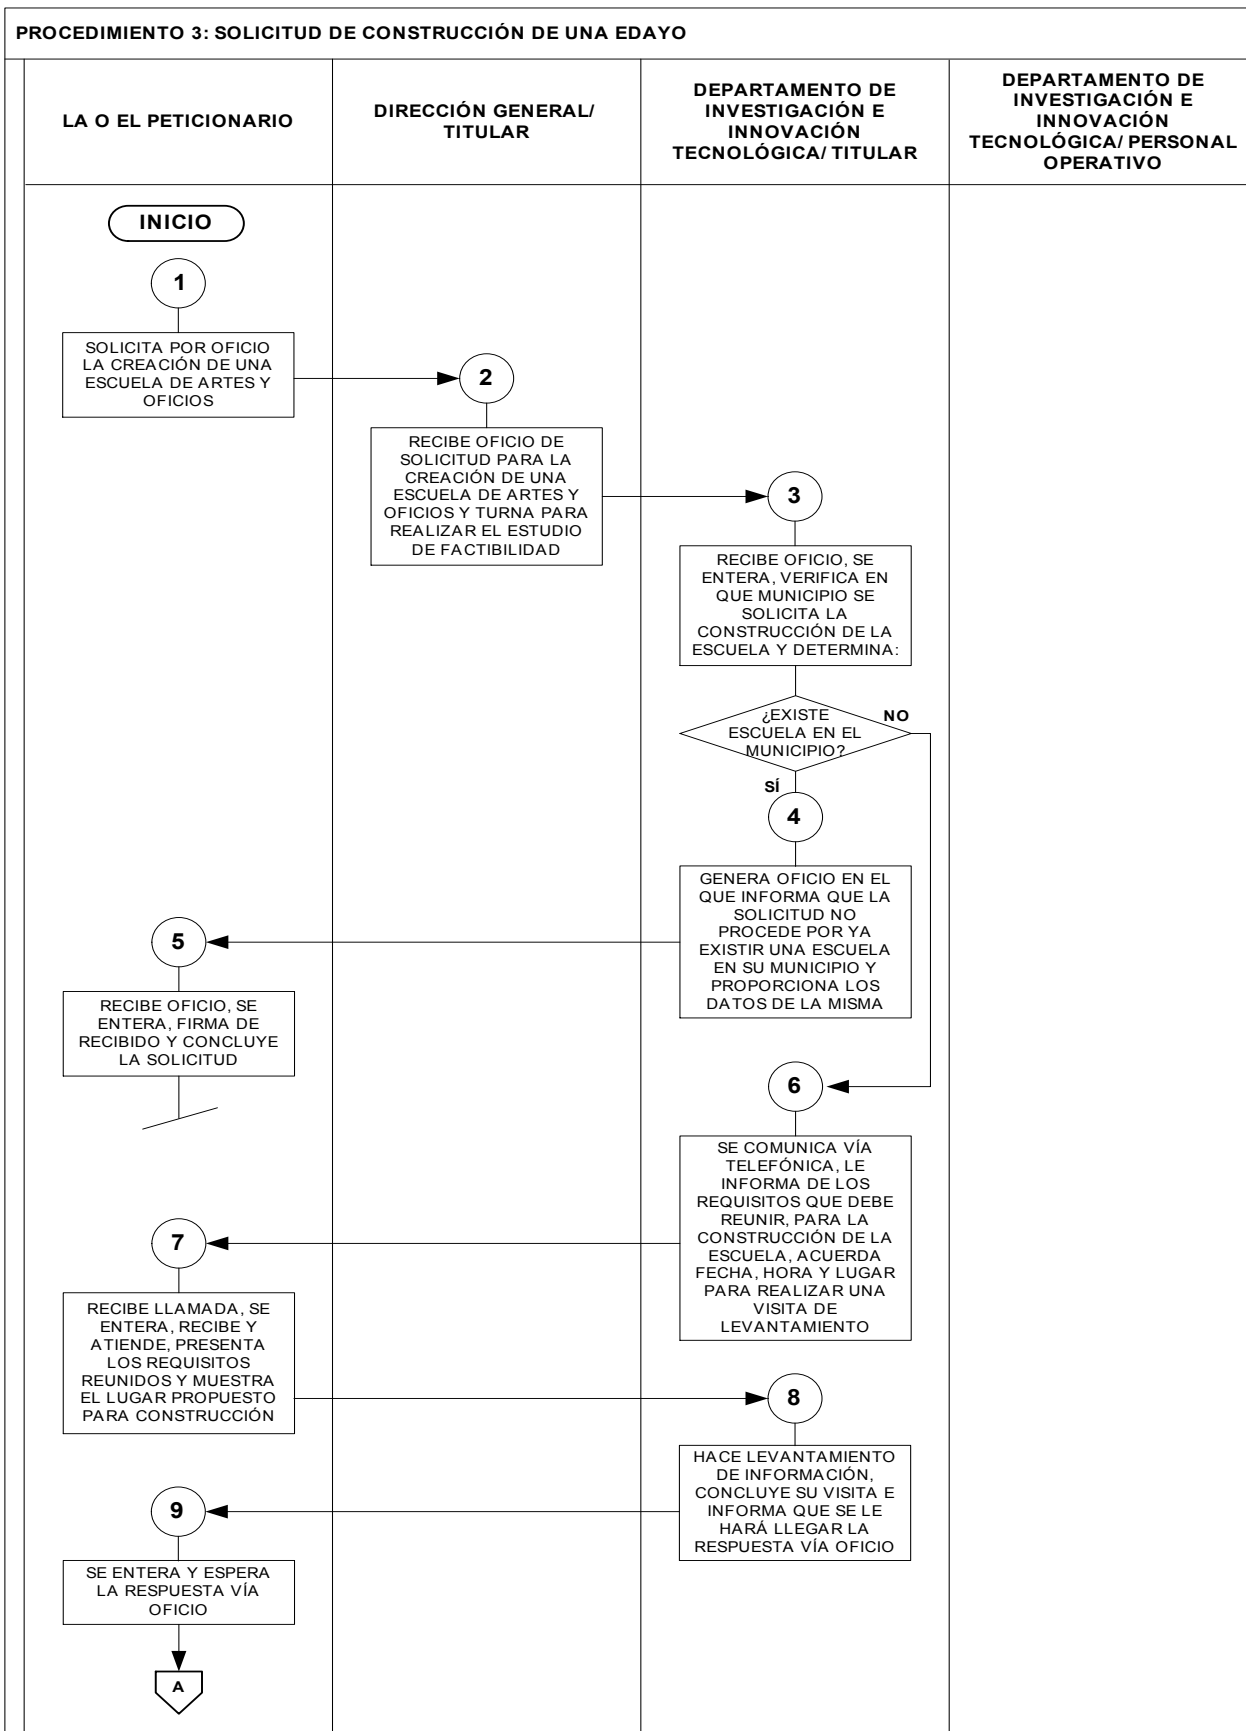 PROCEDIMIENTO 3: SOLICITUD DE CONSTRUCCIÓN DE UNA EDAYO
LA O EL PETICIONARIO
DIRECCIÓN GENERAL/
TITULAR
DEPARTAMENTO DE
INVESTIGACIÓN E
INNOVACIÓN
TECNOLÓGICA/ TITULAR
DEPARTAMENTO DE
INVESTIGACIÓN E
INNOVACIÓN
TECNOLÓGICA/ PERSONAL
OPERATIVO
INICIO
1
SOLICITA POR OFICIO
LA CREACIÓN DE UNA
ESCUELA DE ARTES Y
OFICIOS
2
RECIBE OFICIO DE
SOLICITUD PARA LA
CREACIÓN DE UNA
ESCUELA DE ARTES Y
OFICIOS Y TURNA PARA
REALIZAR EL ESTUDIO
DE FACTIBILIDAD
3
RECIBE OFICIO, SE
ENTERA, VERIFICA EN
QUE MUNICIPIO SE
SOLICITA LA
CONSTRUCCIÓN DE LA
ESCUELA Y DETERMINA:
¿EXISTE
ESCUELA EN EL
MUNICIPIO?
NO
SÍ
4
GENERA OFICIO EN EL
QUE INFORMA QUE LA
SOLICITUD NO
PROCEDE POR YA
EXISTIR UNA ESCUELA
EN SU MUNICIPIO Y
PROPORCIONA LOS
DATOS DE LA MISMA
5
RECIBE OFICIO, SE
ENTERA, FIRMA DE
RECIBIDO Y CONCLUYE
LA SOLICITUD
6
SE COMUNICA VÍA
TELEFÓNICA, LE
INFORMA DE LOS
REQUISITOS QUE DEBE
REUNIR, PARA LA
CONSTRUCCIÓN DE LA
ESCUELA, ACUERDA
FECHA, HORA Y LUGAR
PARA REALIZAR UNA
VISITA DE
LEVANTAMIENTO
7
RECIBE LLAMADA, SE
ENTERA, RECIBE Y
ATIENDE, PRESENTA
LOS REQUISITOS
REUNIDOS Y MUESTRA
EL LUGAR PROPUESTO
PARA CONSTRUCCIÓN
8
HACE LEVANTAMIENTO
DE INFORMACIÓN,
CONCLUYE SU VISITA E
INFORMA QUE SE LE
HARÁ LLEGAR LA
RESPUESTA VÍA OFICIO
9
SE ENTERA Y ESPERA
LA RESPUESTA VÍA
OFICIO
A